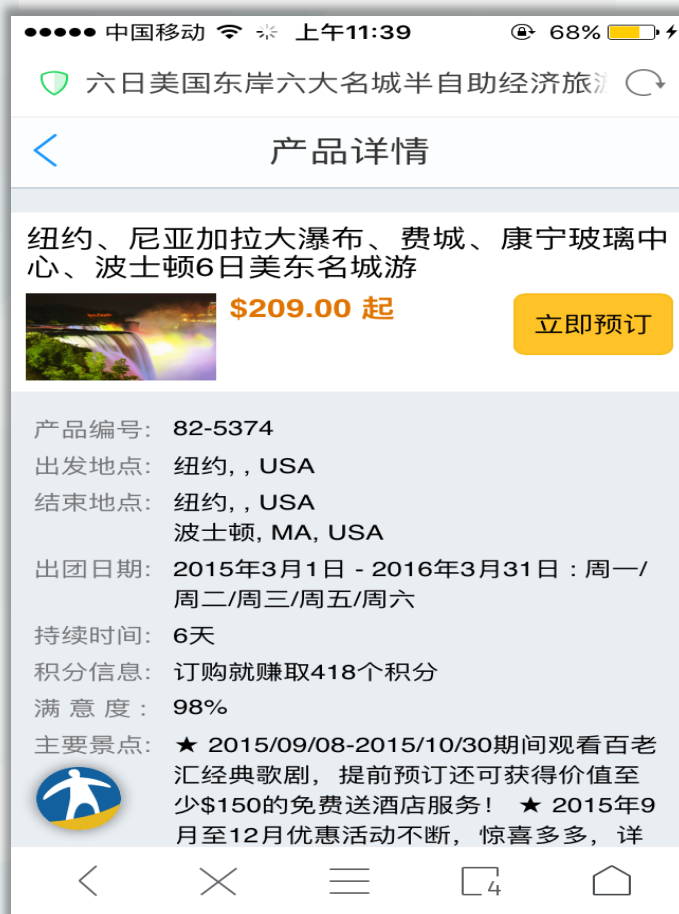 中国移动 上午11:39 68%
六日美国东岸六大名城半自助经济旅
产品详情
纽约、尼亚加拉大瀑布、费城、康宁玻璃中
心、波士顿6日美东名城游
$209.00 起
立即预订
产品编号: 82-5374
出发地点: 纽约, , USA
结束地点: 纽约, , USA
波士顿, MA, USA
出团日期: 2015年3月1日 - 2016年3月31日 : 周一/
周二/周三/周五/周六
持续时间: 6天
积分信息: 订购就赚取418个积分
满 意 度 : 98%
主要景点: ★ 2015/09/08-2015/10/30期间观看百老
汇经典歌剧，提前预订还可获得价值至
少$150的免费送酒店服务！ ★ 2015年9
月至12月优惠活动不断，惊喜多多，详
4